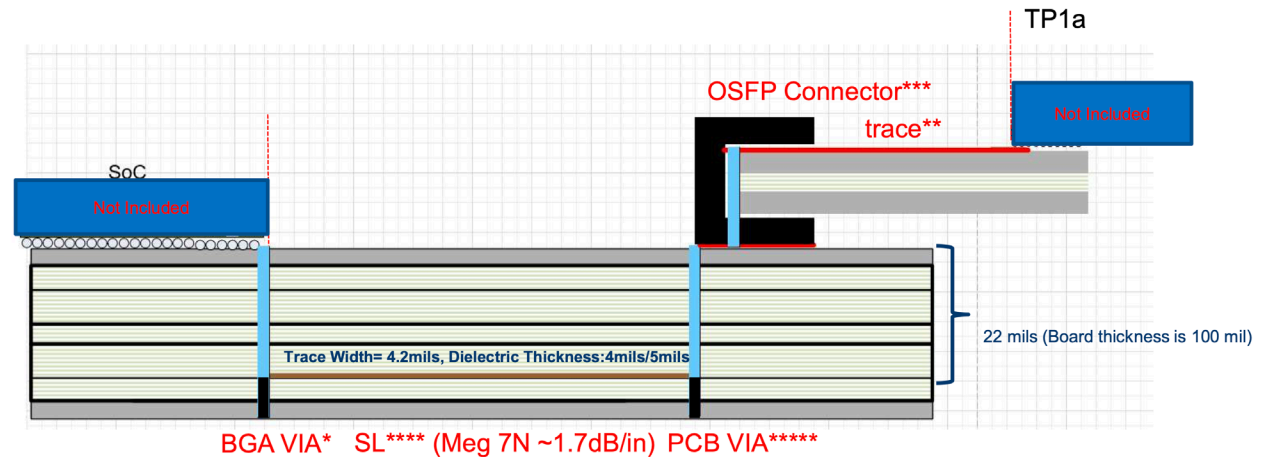 TP1a
OSFP Connector***
trace**
Not Included
SoC
Not Included
22 mils (Board thickness is 100 mil)
Trace Width= 4.2mils, Dielectric Thickness:4mils/5mils
BGA VIA* SL**** (Meg 7N ~1.7dB/in) PCB VIA*****